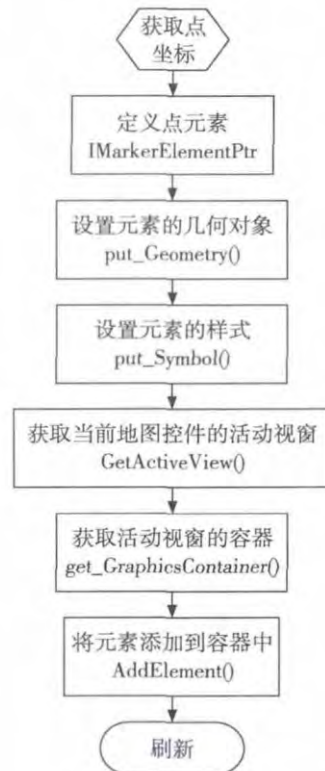 获取点
坐标
定义点元素
IMarkerElementPtr
设置元素的几何对象
put_Geometry()
设置元素的样式
put_Symbol()
获取当前地图控件的活动视窗
GetActiveView()
获取活动视窗的容器
get_GraphicsContainer()
将元素添加到容器中
AddElement()
刷新